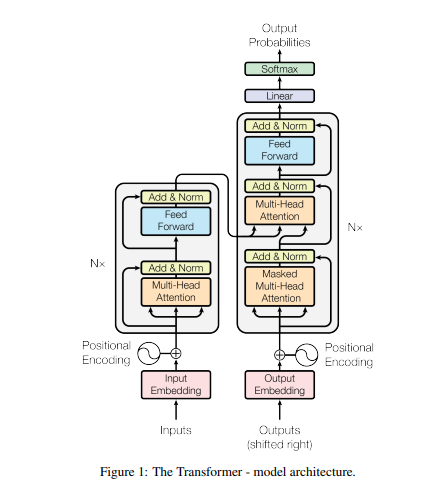 Output
Probabilities
Softmax
Linear
Add & Norm
Feed
Forward
Add & Norm
Multi-Head
Attention
Add & Norm
Masked
Multi-Head
Attention
N×
Add & Norm
Feed
Forward
Add & Norm
Multi-Head
Attention
N×
Positional
Encoding
Positional
Encoding
Input
Embedding
Output
Embedding
Inputs
Outputs
(shifted right)
Figure 1: The Transformer - model architecture.